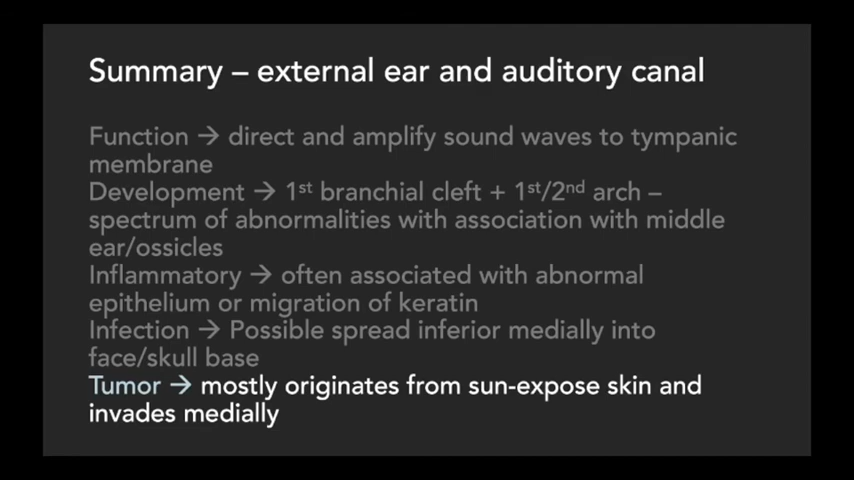 Summary – external ear and auditory canal
Function → direct and amplify sound waves to tympanic
membrane
Development → 1st branchial cleft + 1st/2nd arch –
spectrum of abnormalities with association with middle
ear/ossicles
Inflammatory → often associated with abnormal
epithelium or migration of keratin
Infection → Possible spread inferior medially into
face/skull base
Tumor → mostly originates from sun-expose skin and
invades medially